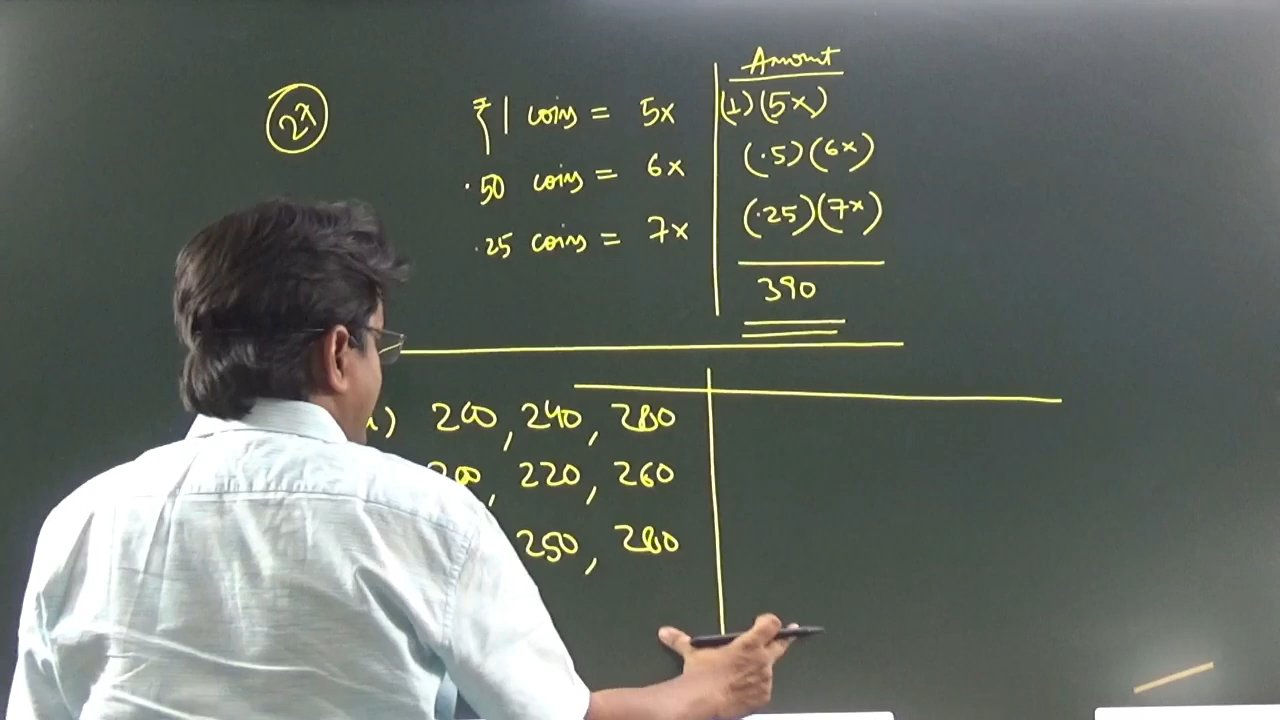 Amount
₹1 coins = 5x (1)(5x)
.50 coins = 6x (.5)(6x)
.25 coins = 7x (.25)(7x)
390
200, 240, 280
200, 220, 260
250, 280